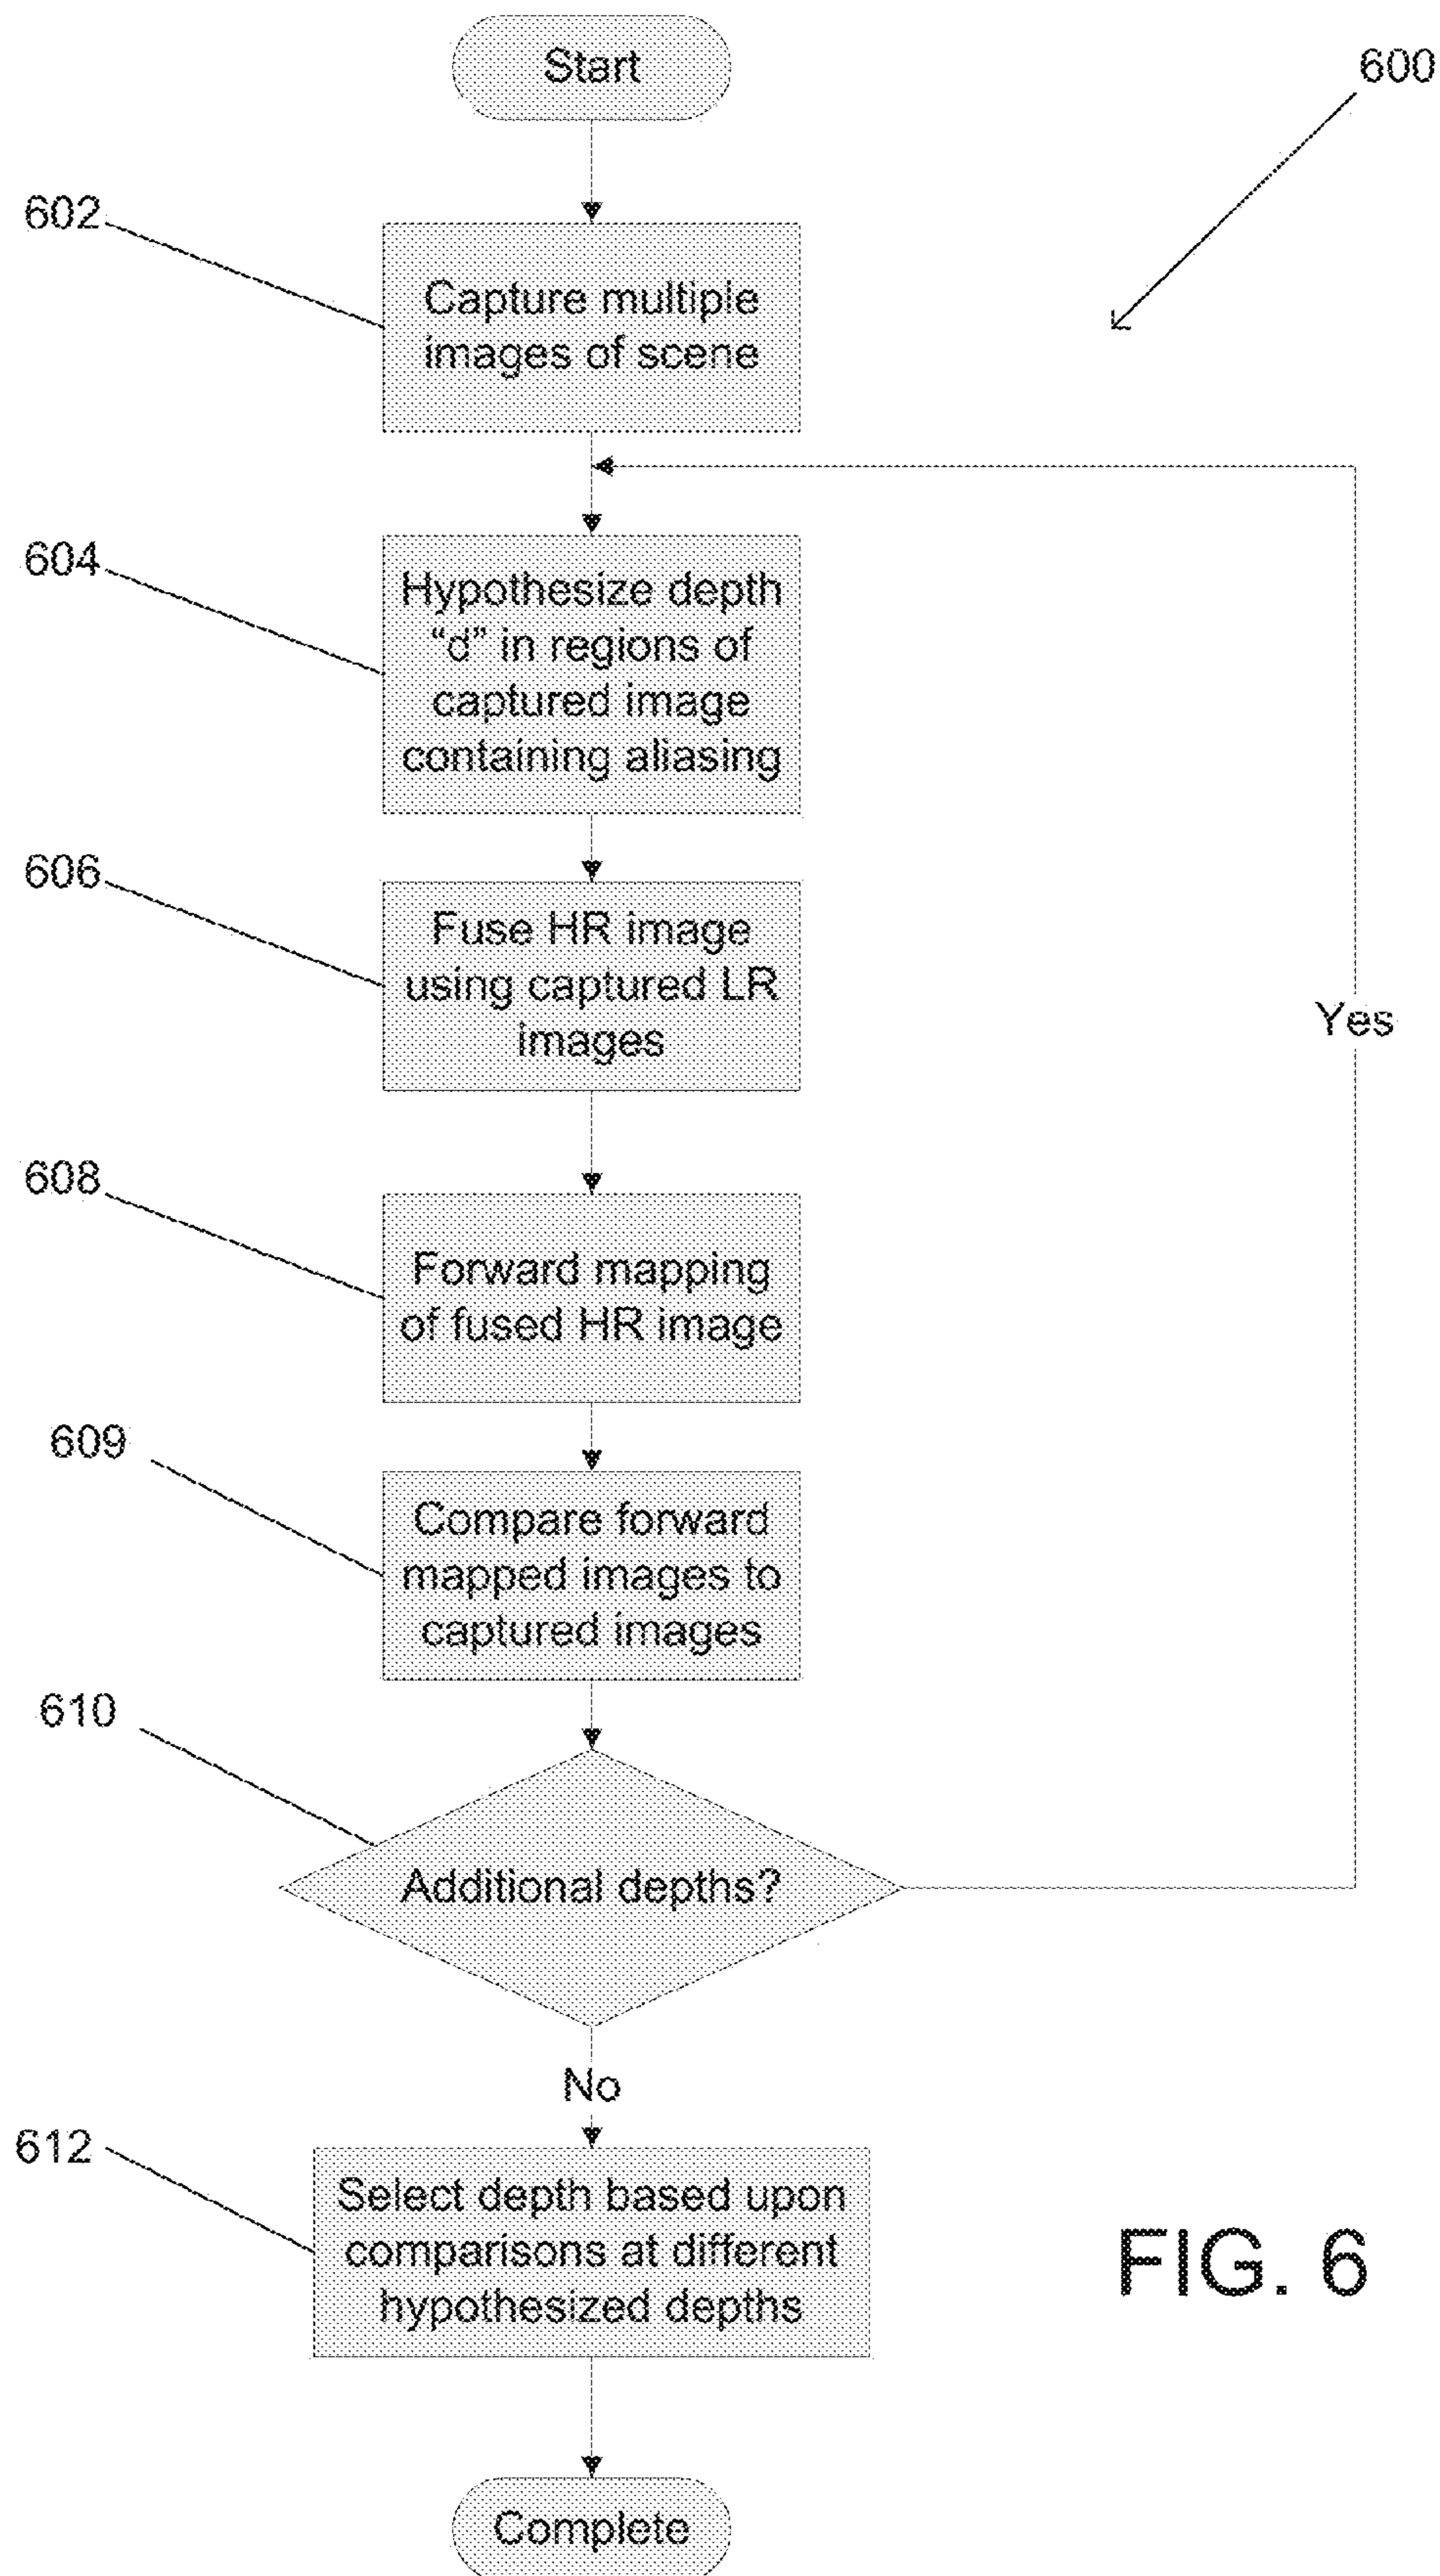 Start
600
602
Capture multiple
images of scene
604
Hypothesize depth
“d” in regions of
captured image
containing aliasing
606
Fuse HR image
using captured LR
images
Yes
608
Forward mapping
of fused HR image
609
Compare forward
mapped images to
captured images
610
Additional depths?
No
612
Select depth based upon
comparisons at different
hypothesized depths
FIG. 6
Complete